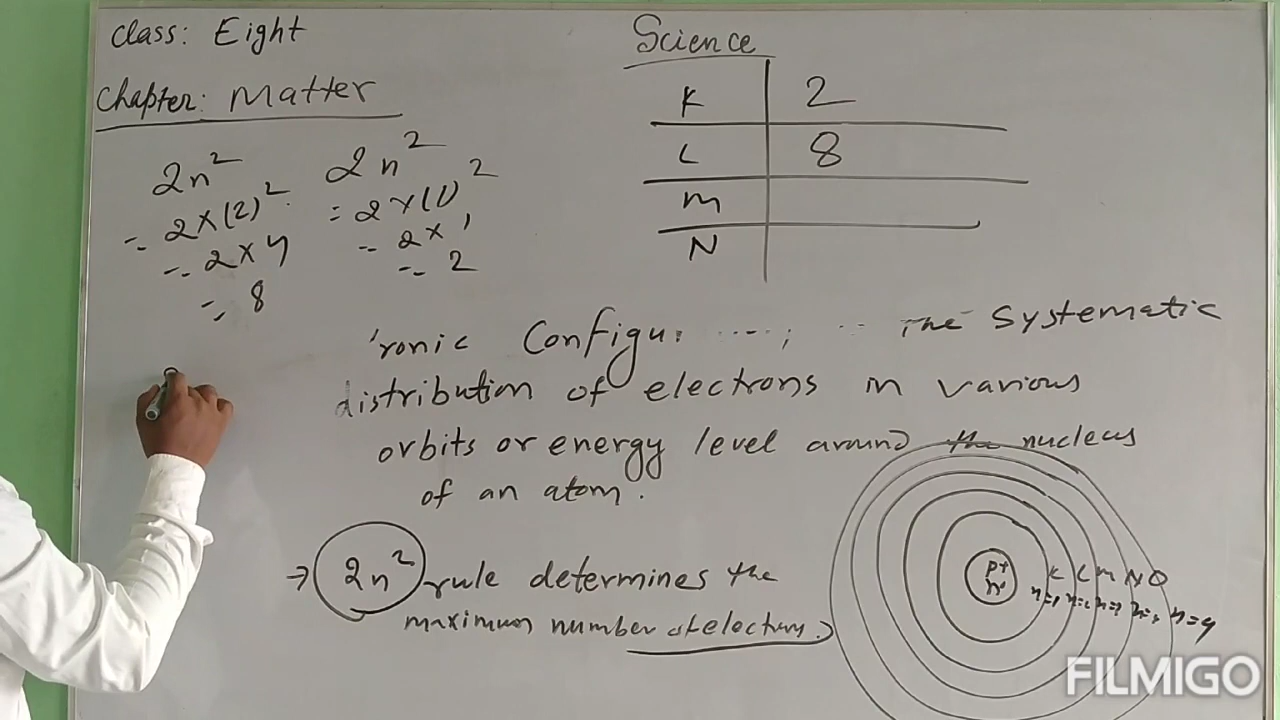 class: Eight
Chapter: Matter
Science
K 2
L 8
M
N
2n²
= 2×(2)²
= 2×4
= 8
2n²
= 2×(1)²
= 2×1
= 2
ronic Configu. ....; .. The Systematic
distribution of electrons in various
orbits or energy level around the nucleus
of an atom.
→ 2n² rule determines the
maximum number of
P+
K L M N O
n=4
FILMIGO